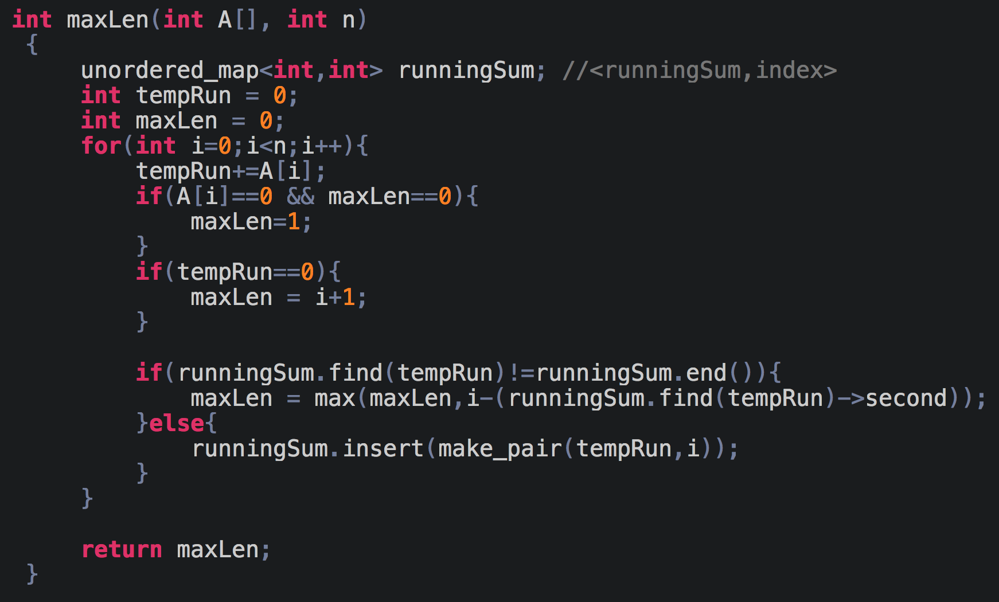 int maxLen(int A[], int n)
{
unordered_map<int,int> runningSum; //<runningSum,index>
int tempRun = 0;
int maxLen = 0;
for(int i=0;i<n;i++){
tempRun+=A[i];
if(A[i]==0 && maxLen==0){
maxLen=1;
}
if(tempRun==0){
maxLen = i+1;
}
if(runningSum.find(tempRun)!=runningSum.end()){
maxLen = max(maxLen,i-(runningSum.find(tempRun)->second));
}else{
runningSum.insert(make_pair(tempRun,i));
}
}
return maxLen;
}